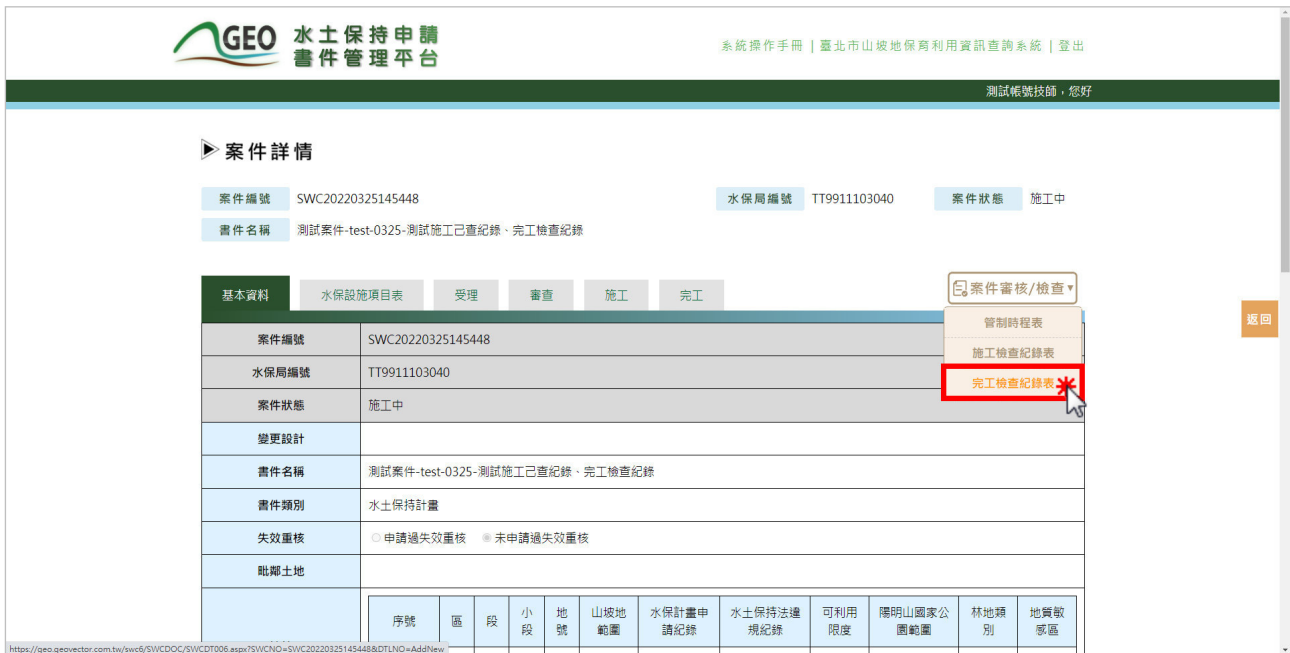 GEO 水土保持申請
書件管理平台
系統操作手冊 | 臺北市山坡地保育利用資訊查詢系統 | 登出
測試帳號技師，您好
案件詳情
案件編號 SWC20220325145448 水保局編號 TT9911103040 案件狀態 施工中
書件名稱 測試案件-test-0325-測試施工己查紀錄、完工檢查紀錄
基本資料 水保設施項目表 受理 審查 施工 完工 案件審核/檢查▼
管制時程表
施工檢查紀錄表
完工檢查紀錄表
返回
案件編號 SWC20220325145448
水保局編號 TT9911103040
案件狀態 施工中
變更設計
書件名稱 測試案件-test-0325-測試施工己查紀錄、完工檢查紀錄
書件類別 水土保持計畫
失效重核 申請過失效重核 未申請過失效重核
毗鄰土地
序號 區 段 小段 地號 山坡地範圍 水保計畫申請紀錄 水土保持法違規紀錄 可利用限度 陽明山國家公園範圍 林地類別 地質敏感區
https://geo.geovector.com.tw/swc6/SWCDOC/SWCDT006.aspx?SWCNO=SWC20220325145448&DTLNO=AddNew